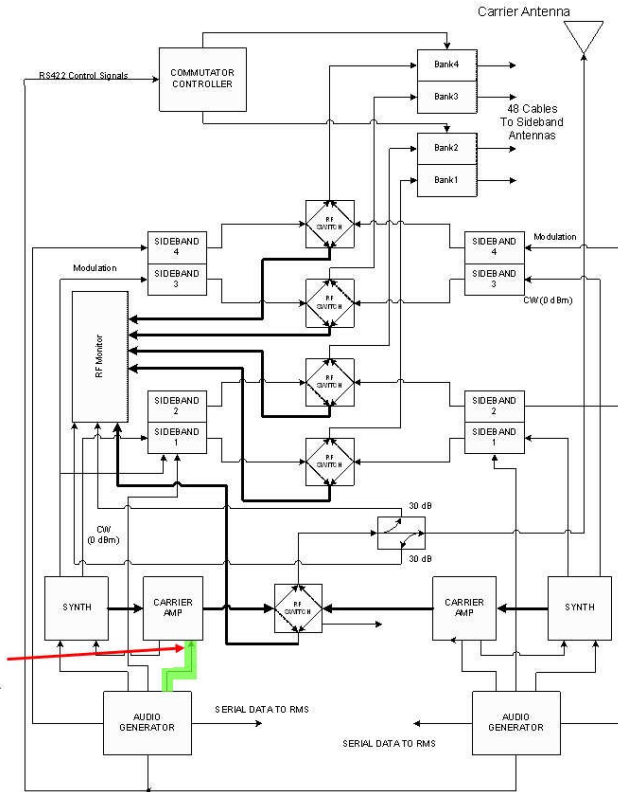 Carrier Antenna
RS422 Control Signals
COMMUTATOR
CONTROLLER
Bank4
Bank3
48 Cables
To Sideband
Antennas
Bank2
Bank1
RF
SWITCH
SIDEBAND
4
SIDEBAND
3
Modulation
SIDEBAND
4
SIDEBAND
3
Modulation
CW (0 dBm)
RF
SWITCH
RF Monitor
RF
SWITCH
SIDEBAND
2
SIDEBAND
1
SIDEBAND
2
SIDEBAND
1
RF
SWITCH
30 dB
CW
(0 dBm)
30 dB
SYNTH
CARRIER
AMP
RF
SWITCH
CARRIER
AMP
SYNTH
AUDIO
GENERATOR
SERIAL DATA TO RMS
SERIAL DATA TO RMS
AUDIO
GENERATOR